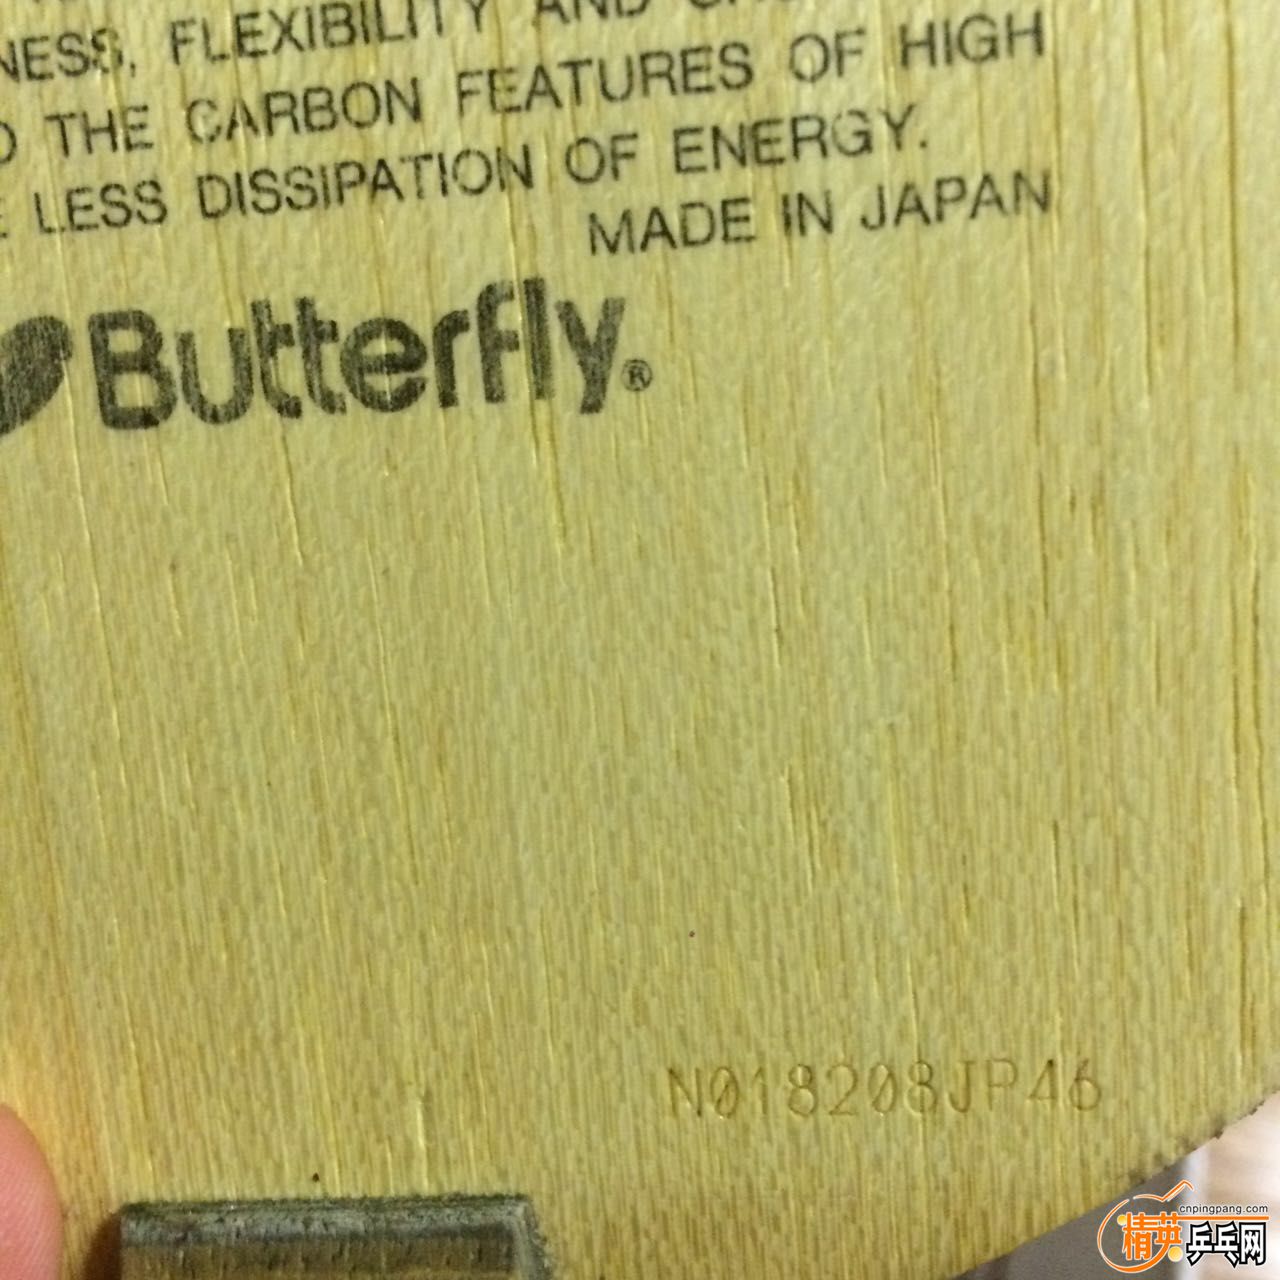 NESS, FLEXIBILITY AND
THE CARBON FEATURES OF HIGH
LESS DISSIPATION OF ENERGY.
MADE IN JAPAN
Butterfly®
N018208JP46
cnpingpang.com
精英乒乓网